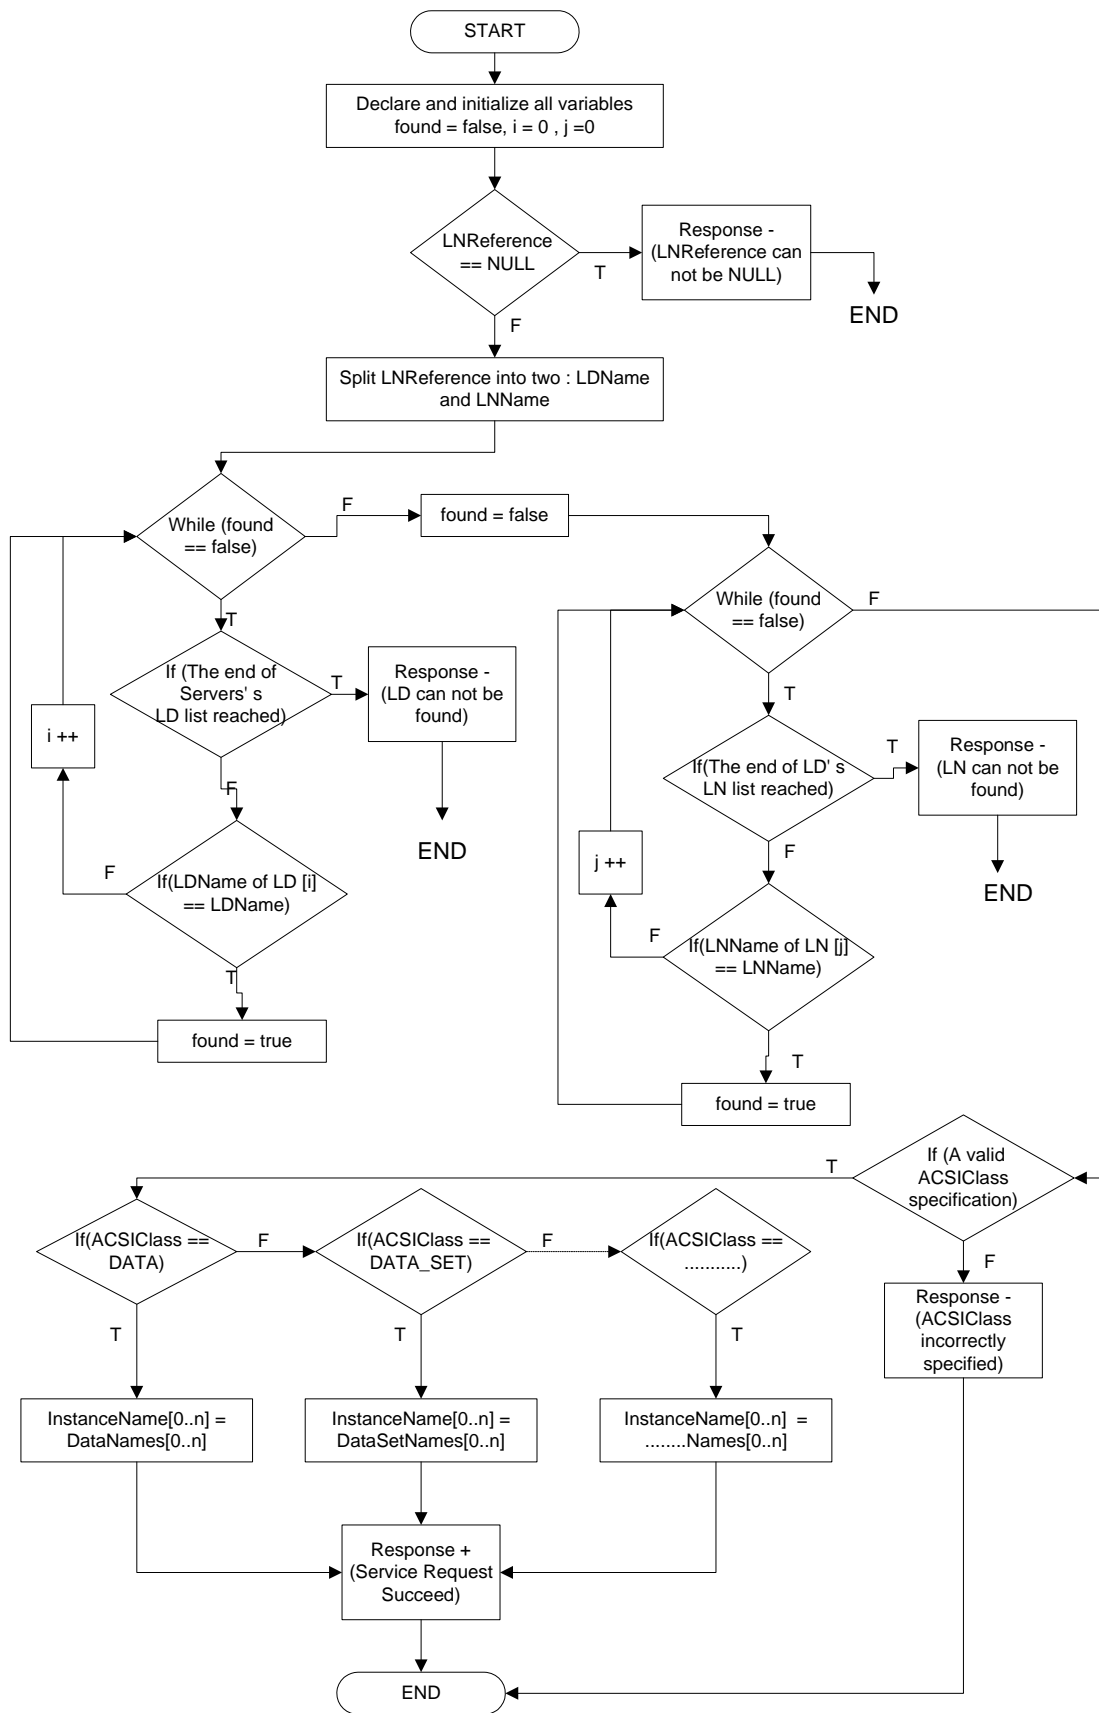 START
Declare and initialize all variables
found = false, i = 0 , j =0
LNReference
== NULL
T
Response -
(LNReference can
not be NULL)
END
F
Split LNReference into two : LDName
and LNName
While (found
== false)
F
found = false
T
While (found
== false)
F
If (The end of
Servers' s
LD list reached)
T
Response -
(LD can not be
found)
END
i ++
F
If(LDName of LD [i]
== LDName)
F
T
found = true
T
If(The end of LD' s
LN list reached)
T
Response -
(LN can not be
found)
END
j ++
F
If(LNName of LN [j]
== LNName)
F
T
found = true
If (A valid
ACSIClass
specification)
T
F
Response -
(ACSIClass
incorrectly
specified)
If(ACSIClass ==
DATA)
F
If(ACSIClass ==
DATA_SET)
F
If(ACSIClass ==
...........)
T
T
T
InstanceName[0..n] =
DataNames[0..n]
InstanceName[0..n] =
DataSetNames[0..n]
InstanceName[0..n]  =
........Names[0..n]
Response +
(Service Request
Succeed)
END